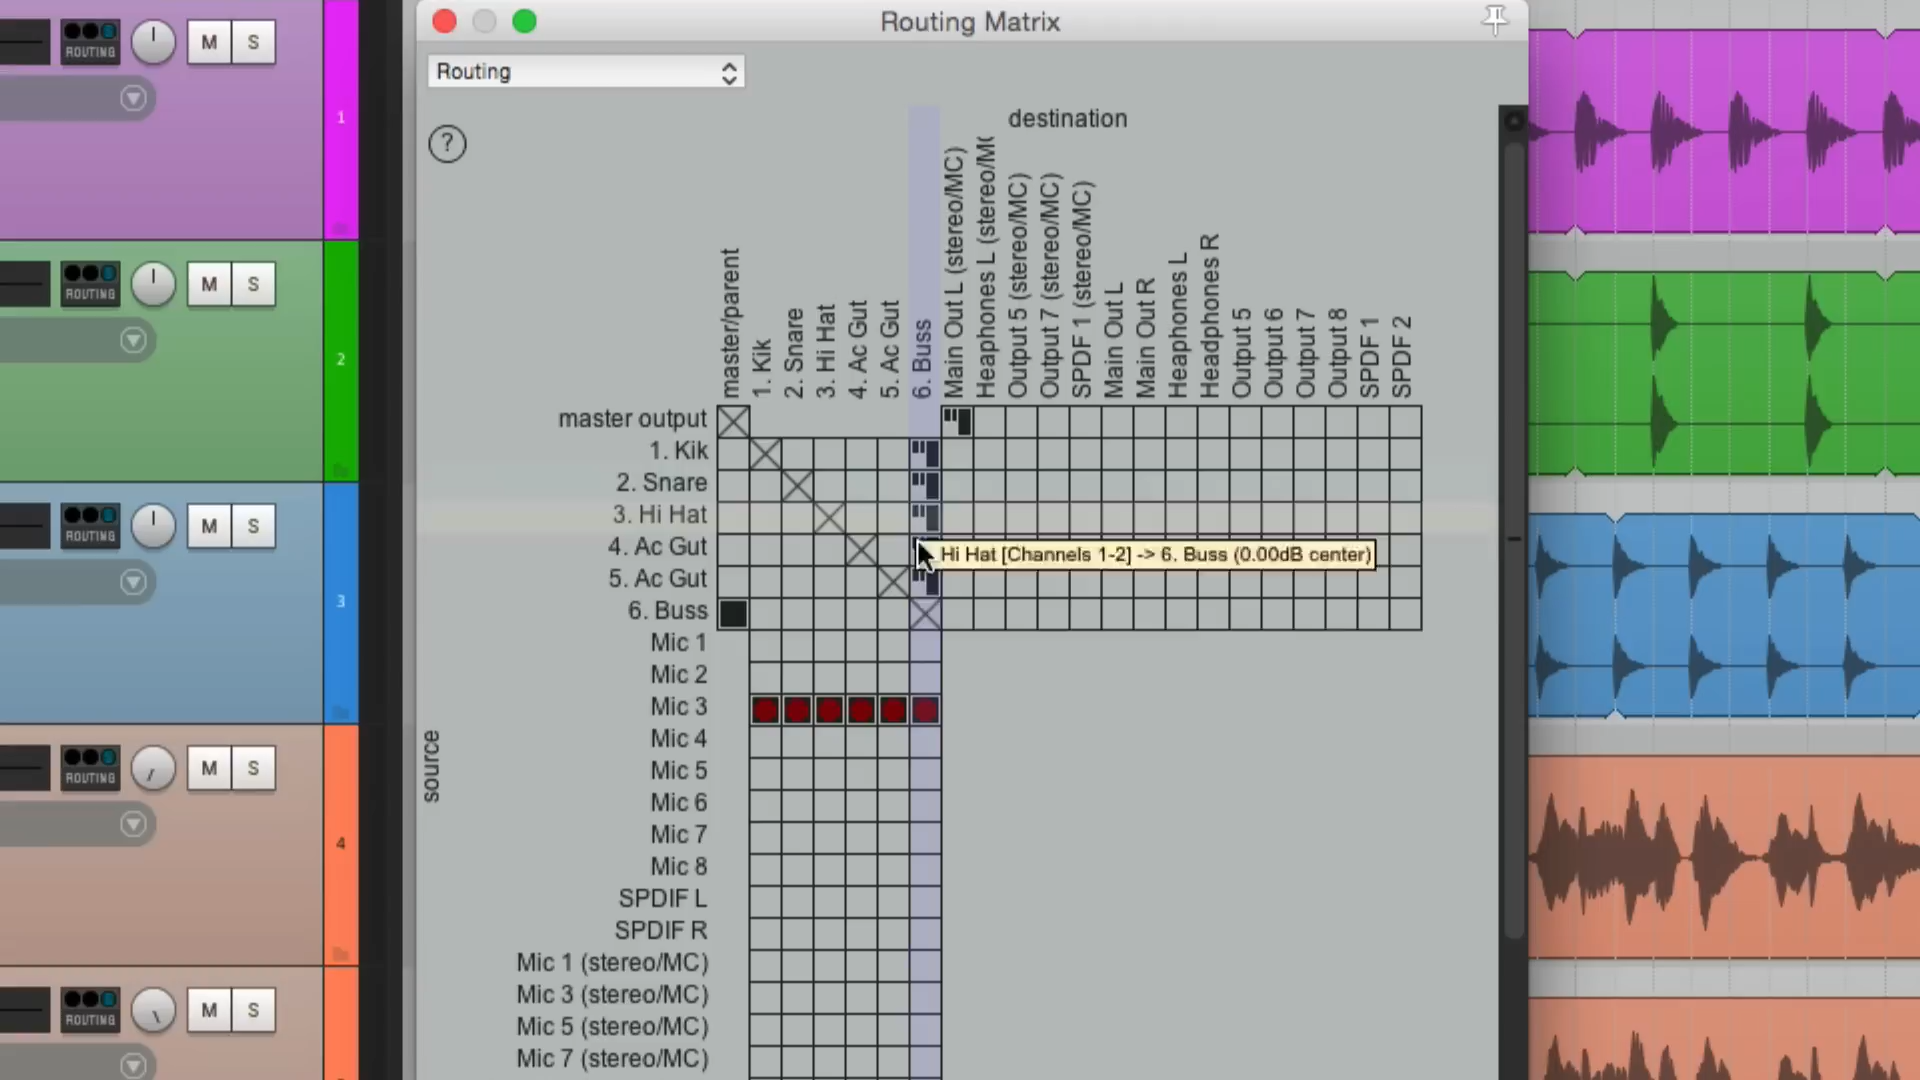 Routing Matrix
Routing
?
destination
master/parent
1. Kik
2. Snare
3. Hi Hat
4. Ac Gut
5. Ac Gut
6. Buss
Main Out L (stereo/MC)
Heaphones L (stereo/M(
Output 5 (stereo/MC)
Output 7 (stereo/MC)
SPDF 1 (stereo/MC)
Main Out L
Main Out R
Heaphones L
Headphones R
Output 5
Output 6
Output 7
Output 8
SPDF 1
SPDF 2
master output
1. Kik
2. Snare
3. Hi Hat
4. Ac Gut
Hi Hat [Channels 1-2] -> 6. Buss (0.00dB center)
5. Ac Gut
6. Buss
Mic 1
Mic 2
Mic 3
Mic 4
Mic 5
Mic 6
Mic 7
Mic 8
SPDIF L
SPDIF R
Mic 1 (stereo/MC)
Mic 3 (stereo/MC)
Mic 5 (stereo/MC)
Mic 7 (stereo/MC)
source
ROUTING M S
1
ROUTING M S
2
ROUTING M S
3
ROUTING M S
4
ROUTING M S